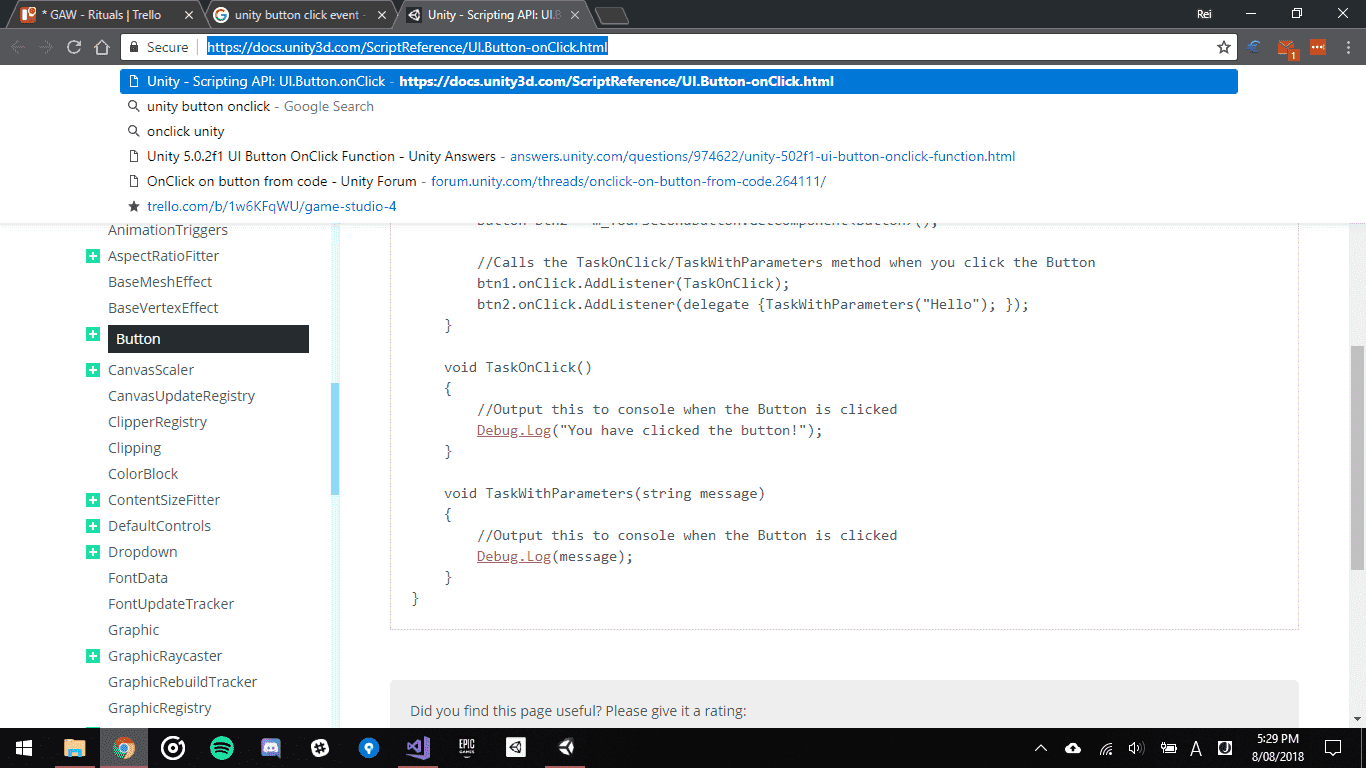 * GAW - Rituals | Trello
unity button click event
Unity - Scripting API: UI.B
Rei
Secure
https://docs.unity3d.com/ScriptReference/UI.Button-onClick.html
1
Unity - Scripting API: UI.Button.onClick - https://docs.unity3d.com/ScriptReference/UI.Button-onClick.html
unity button onclick - Google Search
onclick unity
Unity 5.0.2f1 UI Button OnClick Function - Unity Answers - answers.unity.com/questions/974622/unity-502f1-ui-button-onclick-function.html
OnClick on button from code - Unity Forum - forum.unity.com/threads/onclick-on-button-from-code.264111/
trello.com/b/1w6KFqWU/game-studio-4
AnimationTriggers
AspectRatioFitter
BaseMeshEffect
BaseVertexEffect
Button
CanvasScaler
CanvasUpdateRegistry
ClipperRegistry
Clipping
ColorBlock
ContentSizeFitter
DefaultControls
Dropdown
FontData
FontUpdateTracker
Graphic
GraphicRaycaster
GraphicRebuildTracker
GraphicRegistry
//Calls the TaskOnClick/TaskWithParameters method when you click the Button
btn1.onClick.AddListener(TaskOnClick);
btn2.onClick.AddListener(delegate {TaskWithParameters("Hello"); });
}
void TaskOnClick()
{
//Output this to console when the Button is clicked
Debug.Log("You have clicked the button!");
}
void TaskWithParameters(string message)
{
//Output this to console when the Button is clicked
Debug.Log(message);
}
}
Did you find this page useful? Please give it a rating:
EPIC
GAMES
A
J
5:29 PM
8/08/2018